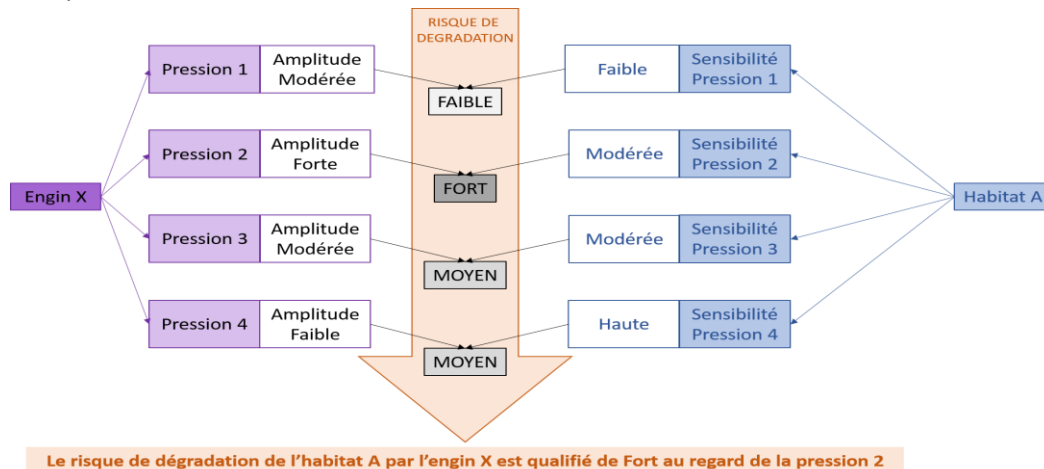 RISQUE DE
DEGRADATION
Pression 1
Amplitude
Modérée
FAIBLE
Faible
Sensibilité
Pression 1
Pression 2
Amplitude
Forte
FORT
Modérée
Sensibilité
Pression 2
Engin X
Habitat A
Pression 3
Amplitude
Modérée
MOYEN
Modérée
Sensibilité
Pression 3
Pression 4
Amplitude
Faible
MOYEN
Haute
Sensibilité
Pression 4
Le risque de dégradation de l'habitat A par l'engin X est qualifié de Fort au regard de la pression 2